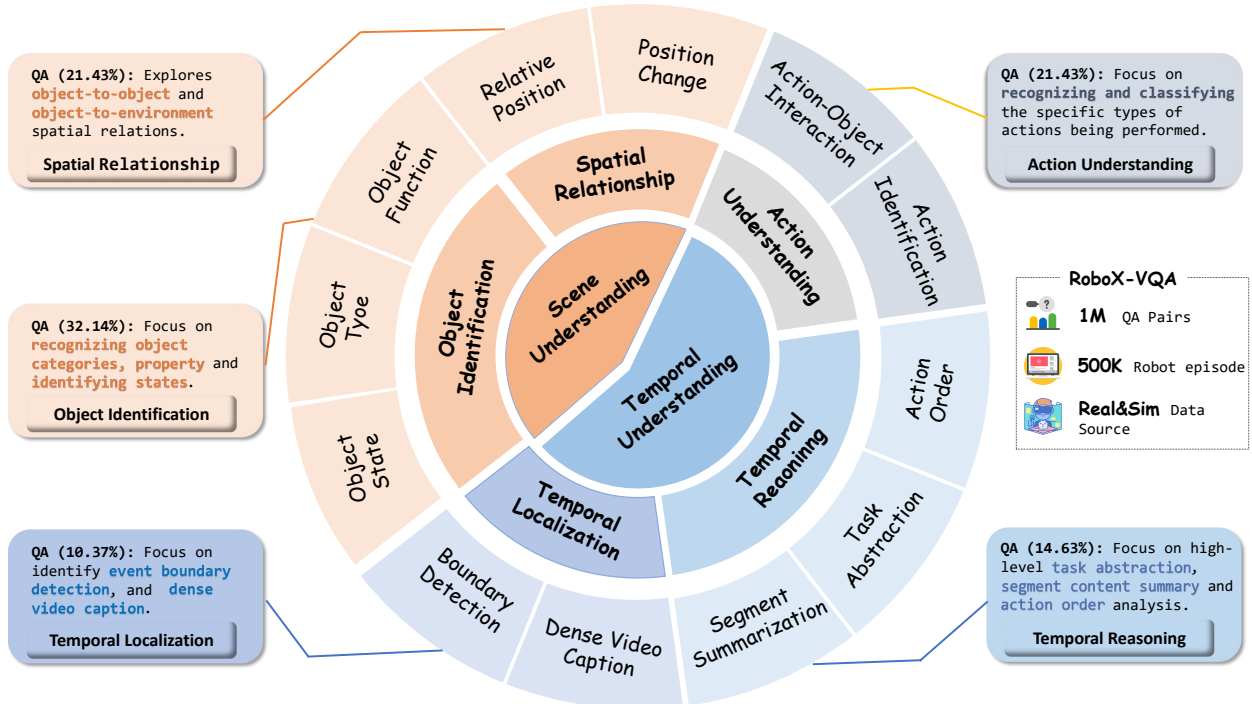 QA (21.43%): Explores
object-to-object and
object-to-environment
spatial relations.
Spatial Relationship
QA (32.14%): Focus on
recognizing object
categories, property and
identifying states.
Object Identification
QA (10.37%): Focus on
identify event boundary
detection, and dense
video caption.
Temporal Localization
Relative
Position
Position
Change
Action-Object
Interaction
Action
Identification
Action
Order
Task
Abstraction
Segment
Summarization
Dense Video
Caption
Boundary
Detection
Object
State
Object
Tyoe
Object
Function
Spatial
Relationship
Action
Understanding
Temporal
Reaoninng
Temporal
Localization
Object
Identification
Scene
Understanding
Temporal
Understanding
QA (21.43%): Focus on
recognizing and classifying
the specific types of
actions being performed.
Action Understanding
RoboX-VQA
?
1M QA Pairs
500K Robot episode
Real&Sim Data
Source
QA (14.63%): Focus on high-
level task abstraction,
segment content summary and
action order analysis.
Temporal Reasoning